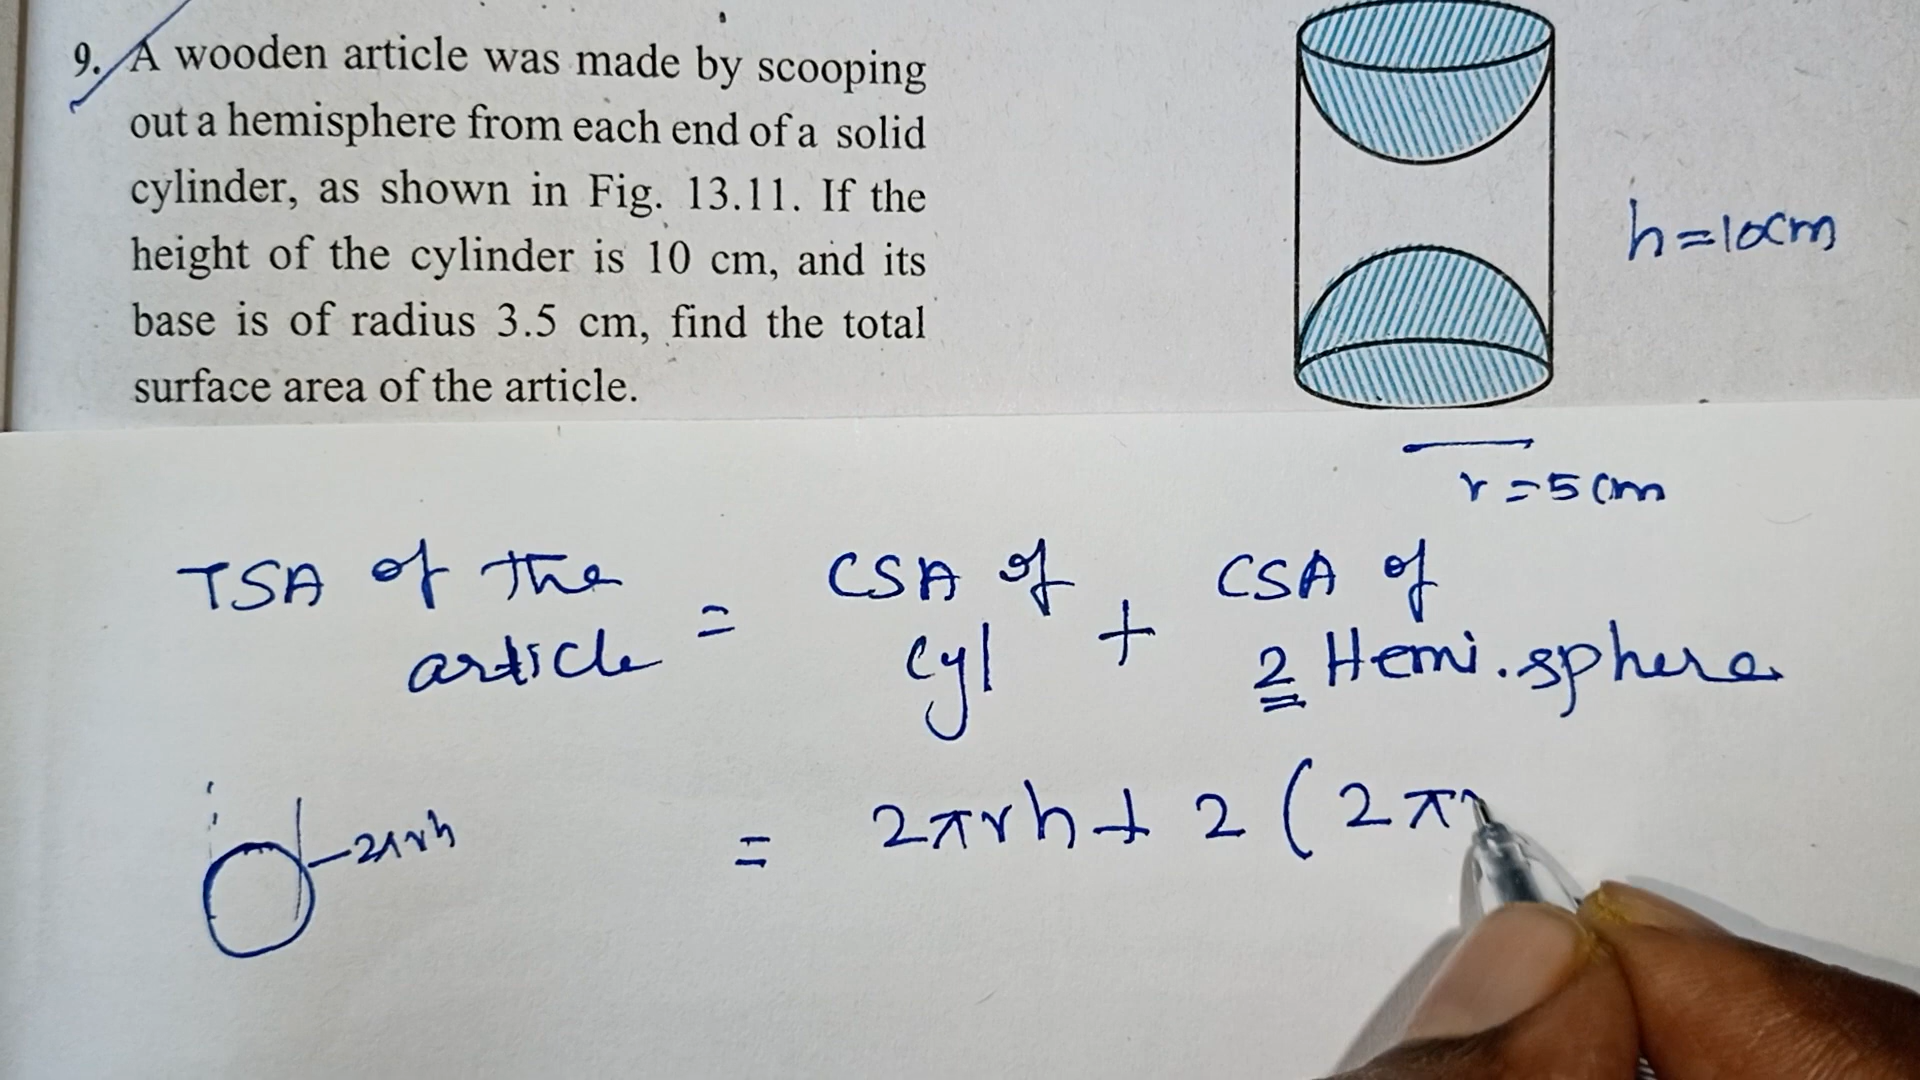 9. A wooden article was made by scooping
out a hemisphere from each end of a solid
cylinder, as shown in Fig. 13.11. If the
height of the cylinder is 10 cm, and its
base is of radius 3.5 cm, find the total
surface area of the article.
h=10cm
r=5cm
TSA of the article = CSA of cyl + CSA of 2 Hemi.sphere
= 2πrh + 2 ( 2πr
2πrh